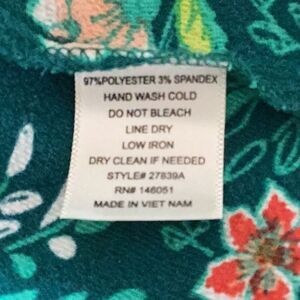 97%POLYESTER 3% SPANDEX
HAND WASH COLD
DO NOT BLEACH
LINE DRY
LOW IRON
DRY CLEAN IF NEEDED
STYLE# 27839A
RN# 146051
MADE IN VIET NAM